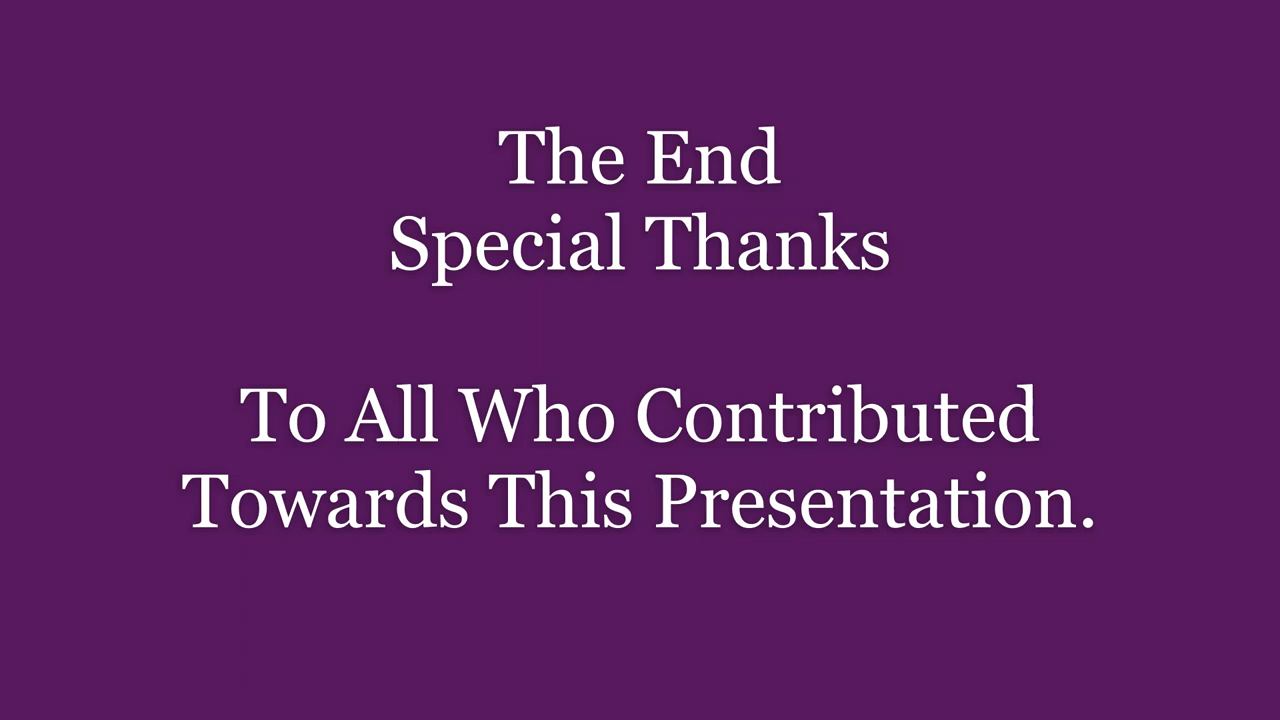 The End
Special Thanks
To All Who Contributed
Towards This Presentation.